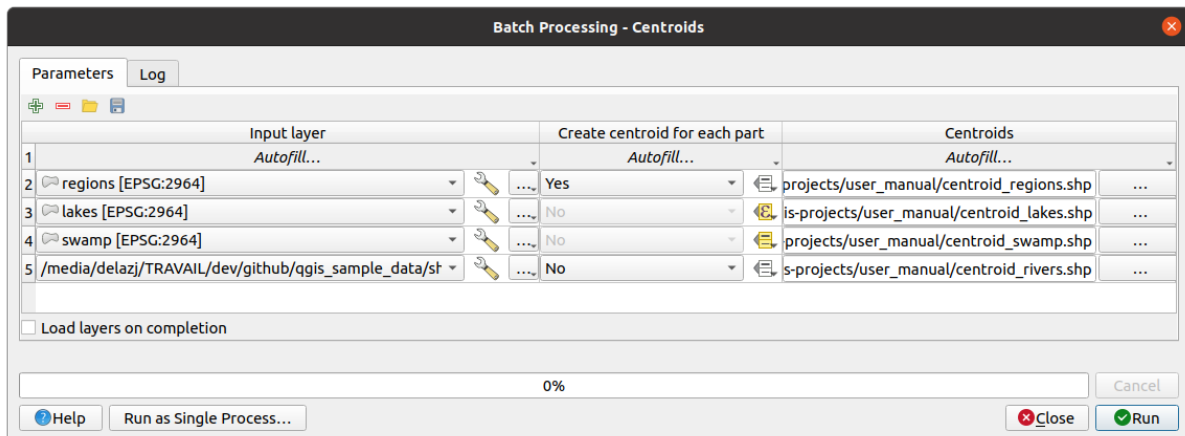 Batch Processing - Centroids
Parameters Log
Input layer Create centroid for each part Centroids
1 Autofill... Autofill... Autofill...
2 regions [EPSG:2964] ... Yes projects/user_manual/centroid_regions.shp ...
3 lakes [EPSG:2964] ... No is-projects/user_manual/centroid_lakes.shp ...
4 swamp [EPSG:2964] ... No -projects/user_manual/centroid_swamp.shp ...
5 /media/delazj/TRAVAIL/dev/github/qgis_sample_data/sh ... No s-projects/user_manual/centroid_rivers.shp ...
Load layers on completion
0% Cancel
Help Run as Single Process... Close Run